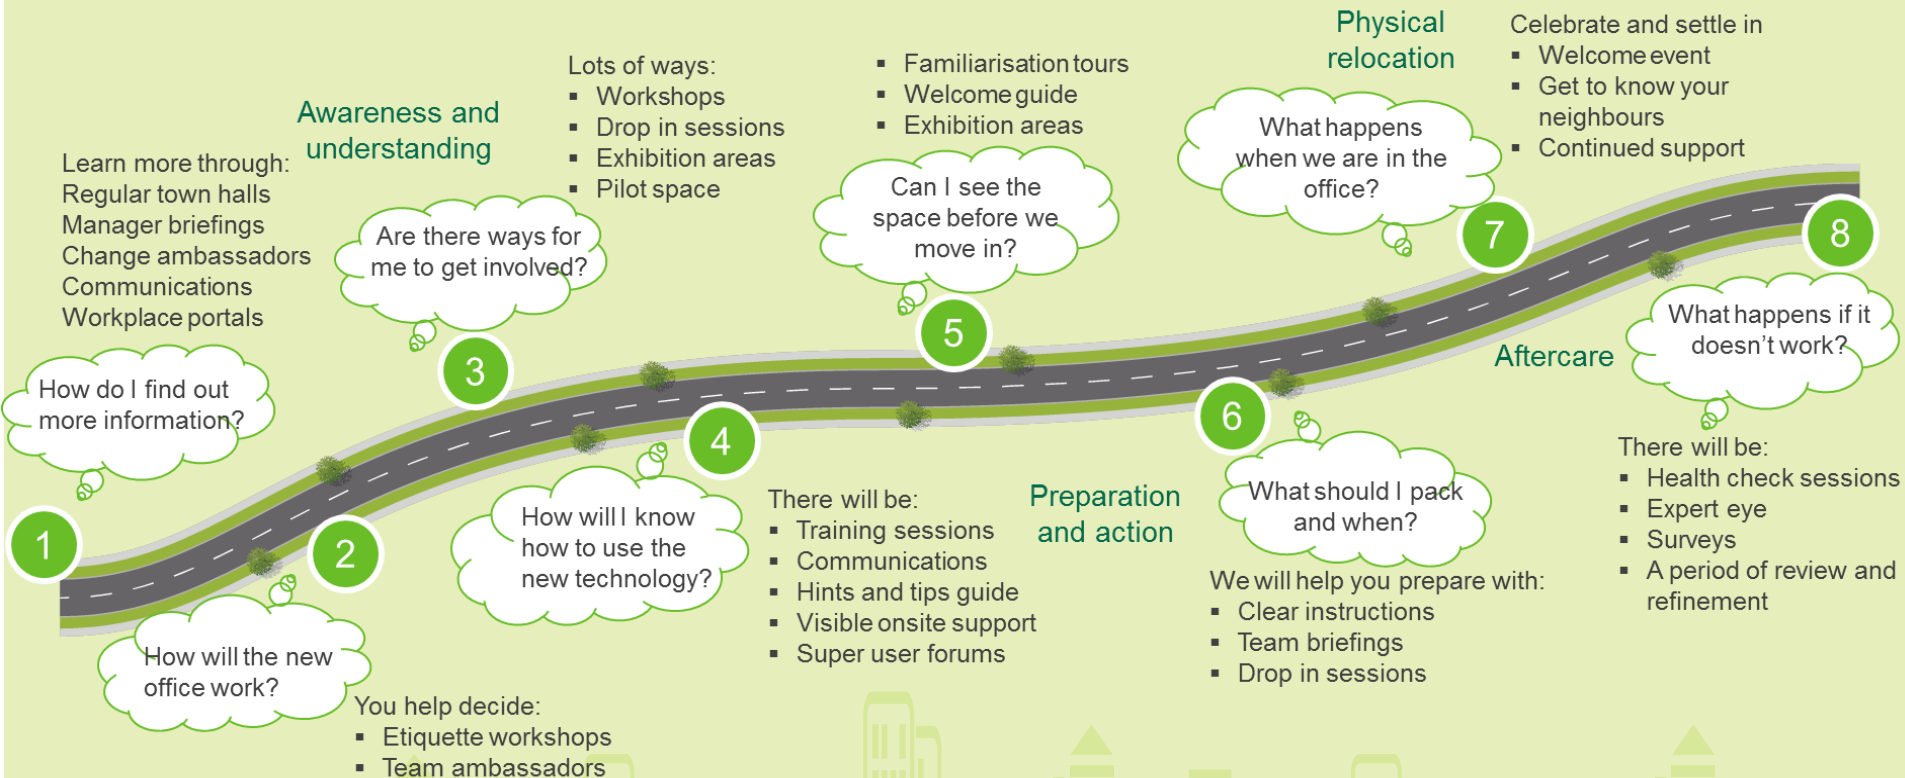 Learn more through:
Regular town halls
Manager briefings
Change ambassadors
Communications
Workplace portals
How do I find out
more information?
1
Awareness and
understanding
2
How will the new
office work?
You help decide:
▪ Etiquette workshops
▪ Team ambassadors
Lots of ways:
▪ Workshops
▪ Drop in sessions
▪ Exhibition areas
▪ Pilot space
Are there ways for
me to get involved?
3
4
How will I know
how to use the
new technology?
There will be:
▪ Training sessions
▪ Communications
▪ Hints and tips guide
▪ Visible onsite support
▪ Super user forums
▪ Familiarisation tours
▪ Welcome guide
▪ Exhibition areas
Can I see the
space before we
move in?
5
Preparation
and action
6
What should I pack
and when?
We will help you prepare with:
▪ Clear instructions
▪ Team briefings
▪ Drop in sessions
Physical
relocation
What happens
when we are in the
office?
7
Celebrate and settle in
▪ Welcome event
▪ Get to know your
neighbours
▪ Continued support
8
Aftercare
What happens if it
doesn't work?
There will be:
▪ Health check sessions
▪ Expert eye
▪ Surveys
▪ A period of review and
refinement